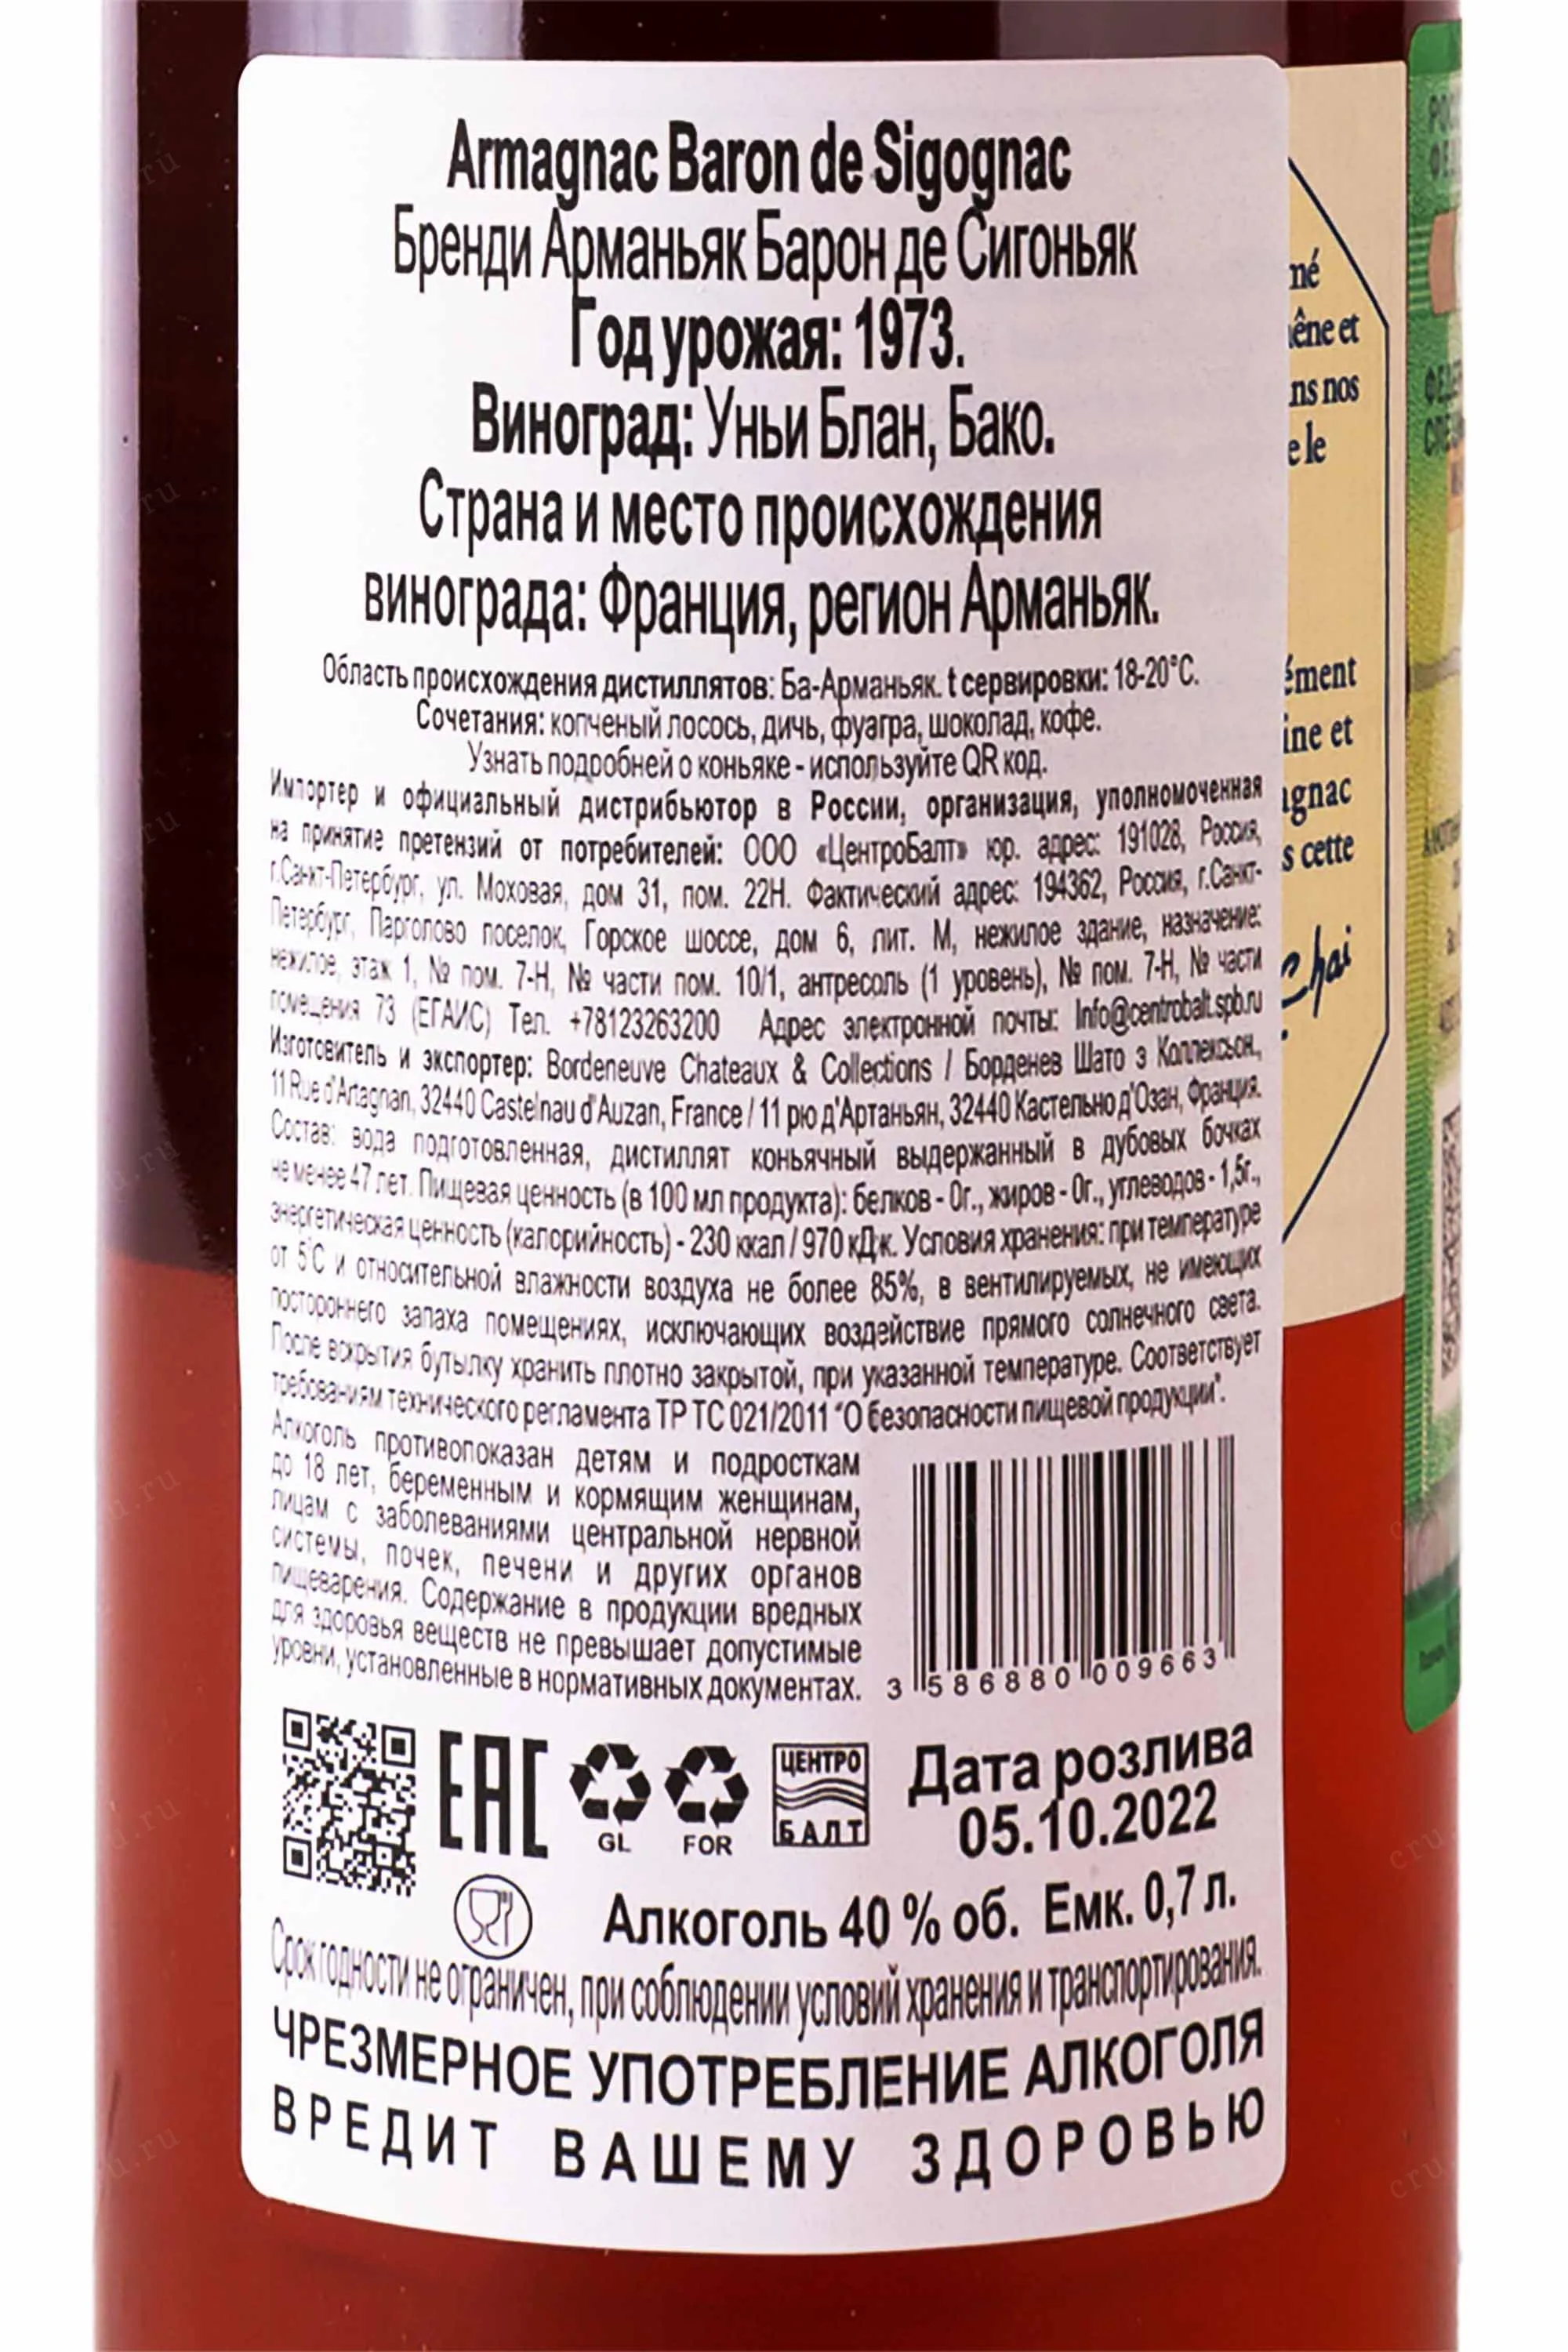 Armagnac Baron de Sigognac
Бренди Арманьяк Барон де Сигоньяк
Год урожая: 1973.
Виноград: Уньи Блан, Бако.
Страна и место происхождения
винограда: Франция, регион Арманьяк.
Область происхождения дистиллятов: Ба-Арманьяк. t сервировки: 18-20°C.
Сочетания: копченый лосось, дичь, фуагра, шоколад, кофе.
Узнать подробней о коньяке - используйте QR код.
Импортер и официальный дистрибьютор в России, организация, уполномоченная
на принятие претензий от потребителей: ООО «ЦентроБалт» юр. адрес: 191028, Россия,
г.Санкт-Петербург, ул. Моховая, дом 31, пом. 22Н. Фактический адрес: 194362, Россия, г.Санкт-
Петербург, Парголово поселок, Горское шоссе, дом 6, лит. М, нежилое здание, назначение:
нежилое, этаж 1, № пом. 7-Н, № части пом. 10/1, антресоль (1 уровень), № пом. 7-Н, № части
помещения 73 (ЕГАИС) Тел. +78123263200 Адрес электронной почты: Info@centrobalt.spb.ru
Изготовитель и экспортер: Bordeneuve Chateaux & Collections / Борденев Шато э Коллексьон.,
11 Rue d'Artagnan, 32440 Castelnau d'Auzan, France / 11 рю д'Артаньян, 32440 Кастельно д'Озан, Франция.
Состав: вода подготовленная, дистиллят коньячный выдержанный в дубовых бочках
не менее 47 лет. Пищевая ценность (в 100 мл продукта): белков - 0г., жиров - 0г., углеводов - 1,5г.,
энергетическая ценность (калорийность) - 230 ккал / 970 кДж. Условия хранения: при температуре
от 5°C и относительной влажности воздуха не более 85%, в вентилируемых, не имеющих
постороннего запаха помещениях, исключающих воздействие прямого солнечного света.
После вскрытия бутылку хранить плотно закрытой, при указанной температуре. Соответствует
требованиям технического регламента ТР ТС 021/2011 "О безопасности пищевой продукции".
Алкоголь противопоказан детям и подросткам
до 18 лет, беременным и кормящим женщинам,
лицам с заболеваниями центральной нервной
системы, почек, печени и других органов
пищеварения. Содержание в продукции вредных
для здоровья веществ не превышает допустимые
уровни, установленные в нормативных документах.
3 586880 009663
EAC
GL
FOR
ЦЕНТРО
БАЛТ
Дата розлива
05.10.2022
Алкоголь 40 % об. Емк. 0,7 л.
Срок годности не ограничен, при соблюдении условий хранения и транспортирования.
ЧРЕЗМЕРНОЕ УПОТРЕБЛЕНИЕ АЛКОГОЛЯ
ВРЕДИТ ВАШЕМУ ЗДОРОВЬЮ
né
êne et
ns nos
e le
ément
ine et
agnac
s cette
Chai